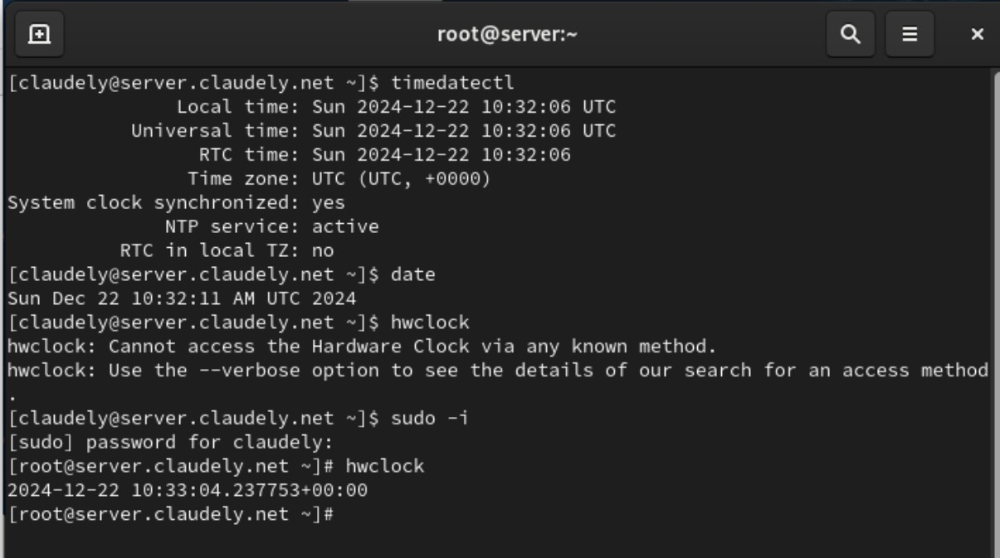 root@server:~
[claudely@server.claudely.net ~]$ timedatectl
Local time: Sun 2024-12-22 10:32:06 UTC
Universal time: Sun 2024-12-22 10:32:06 UTC
RTC time: Sun 2024-12-22 10:32:06
Time zone: UTC (UTC, +0000)
System clock synchronized: yes
NTP service: active
RTC in local TZ: no
[claudely@server.claudely.net ~]$ date
Sun Dec 22 10:32:11 AM UTC 2024
[claudely@server.claudely.net ~]$ hwclock
hwclock: Cannot access the Hardware Clock via any known method.
hwclock: Use the --verbose option to see the details of our search for an access method
.
[claudely@server.claudely.net ~]$ sudo -i
[sudo] password for claudely:
[root@server.claudely.net ~]# hwclock
2024-12-22 10:33:04.237753+00:00
[root@server.claudely.net ~]#